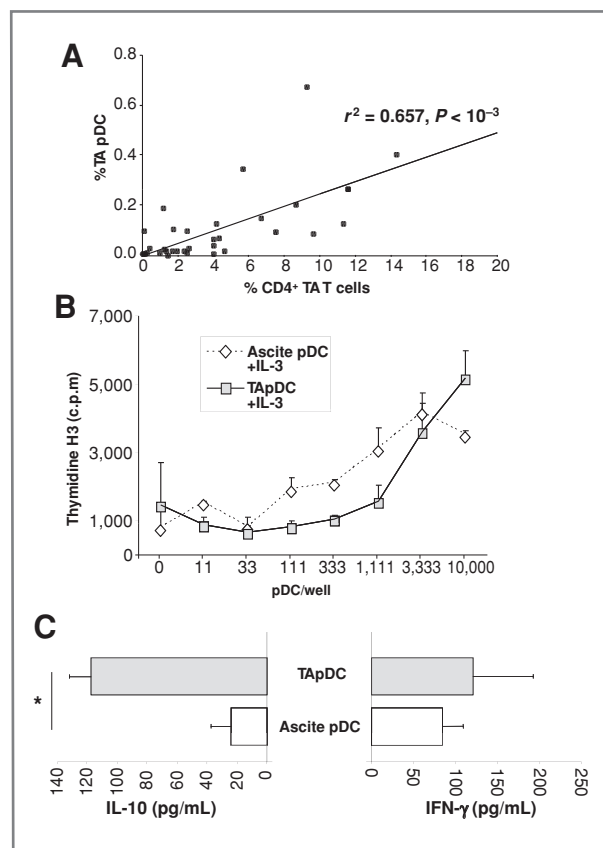 A
%TA pDC
0.8
0.6
0.4
0.2
0.0
r² = 0.657, P < 10⁻³
0 2 4 6 8 10 12 14 16 18 20
% CD4⁺ TA T cells
B
Thymidine H3 (c.p.m)
7,000
5,000
3,000
1,000
0
Ascite pDC
+IL-3
TApDC
+IL-3
0 11 33 111 333 1,111 3,333 10,000
pDC/well
C
*
TApDC
Ascite pDC
140 120 100 80 60 40 20 0
IL-10 (pg/mL)
0 50 100 150 200 250
IFN-γ (pg/mL)